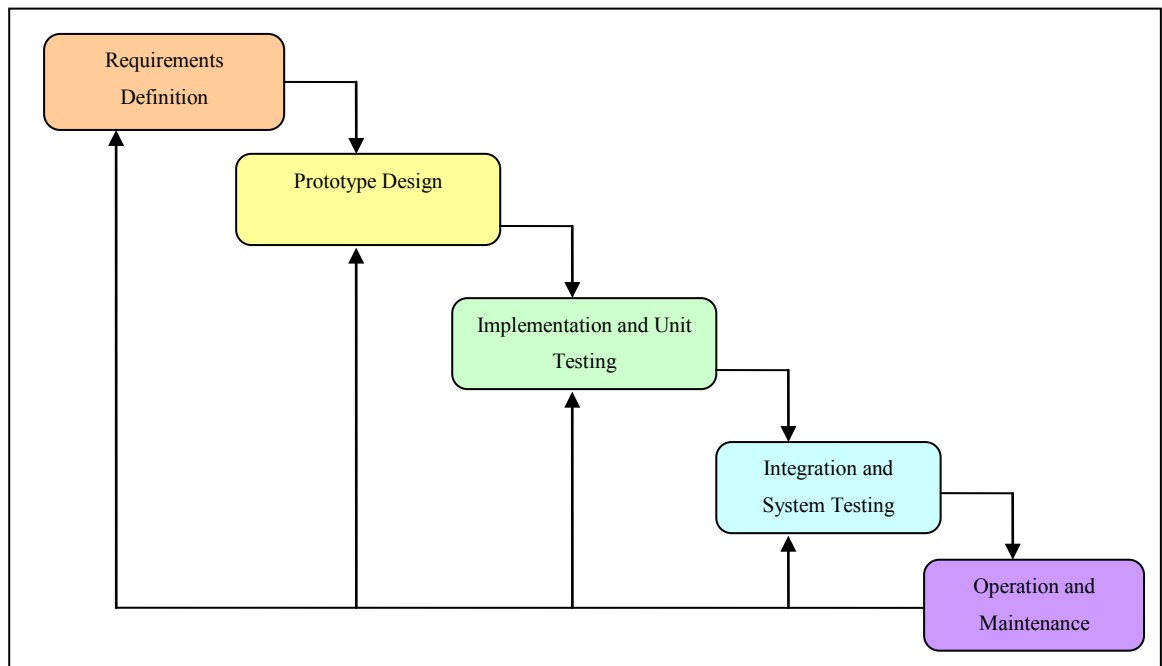 Requirements
Definition
Prototype Design
Implementation and Unit
Testing
Integration and
System Testing
Operation and
Maintenance